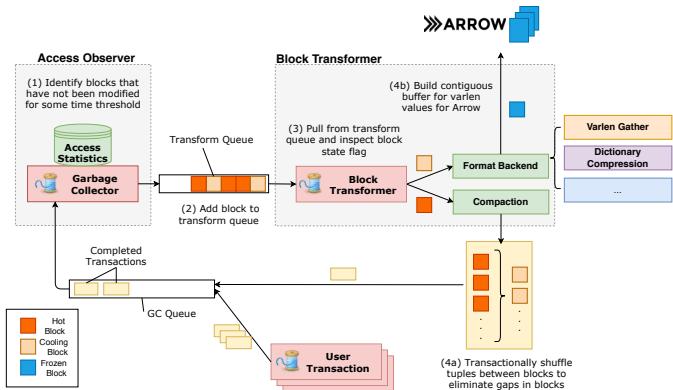 ARROW
Access Observer
Block Transformer
(1) Identify blocks that
have not been modified
for some time threshold
(4b) Build contiguous
buffer for varlen
values for Arrow
Access
Statistics
Transform Queue
(3) Pull from transform
queue and inspect block
state flag
Varlen Gather
Dictionary
Compression
...
Garbage
Collector
Block
Transformer
Format Backend
Compaction
(2) Add block to
transform queue
Completed
Transactions
GC Queue
Hot
Block
Cooling
Block
Frozen
Block
User
Transaction
(4a) Transactionally shuffle
tuples between blocks to
eliminate gaps in blocks